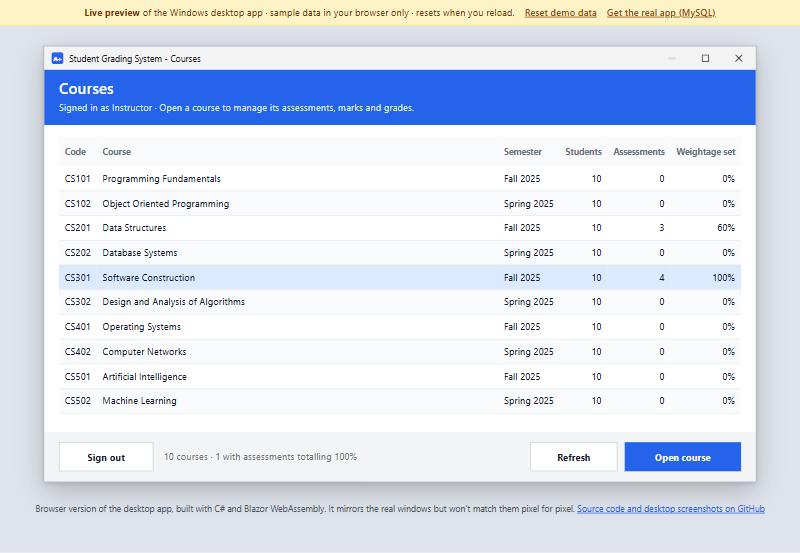 Live preview of the Windows desktop app · sample data in your browser only · resets when you reload. Reset demo data Get the real app (MySQL)
A+ Student Grading System - Courses
Courses
Signed in as Instructor · Open a course to manage its assessments, marks and grades.
Code Course Semester Students Assessments Weightage set
CS101 Programming Fundamentals Fall 2025 10 0 0%
CS102 Object Oriented Programming Spring 2025 10 0 0%
CS201 Data Structures Fall 2025 10 3 60%
CS202 Database Systems Spring 2025 10 0 0%
CS301 Software Construction Fall 2025 10 4 100%
CS302 Design and Analysis of Algorithms Spring 2025 10 0 0%
CS401 Operating Systems Fall 2025 10 0 0%
CS402 Computer Networks Spring 2025 10 0 0%
CS501 Artificial Intelligence Fall 2025 10 0 0%
CS502 Machine Learning Spring 2025 10 0 0%
Sign out 10 courses · 1 with assessments totalling 100% Refresh Open course
Browser version of the desktop app, built with C# and Blazor WebAssembly. It mirrors the real windows but won't match them pixel for pixel. Source code and desktop screenshots on GitHub